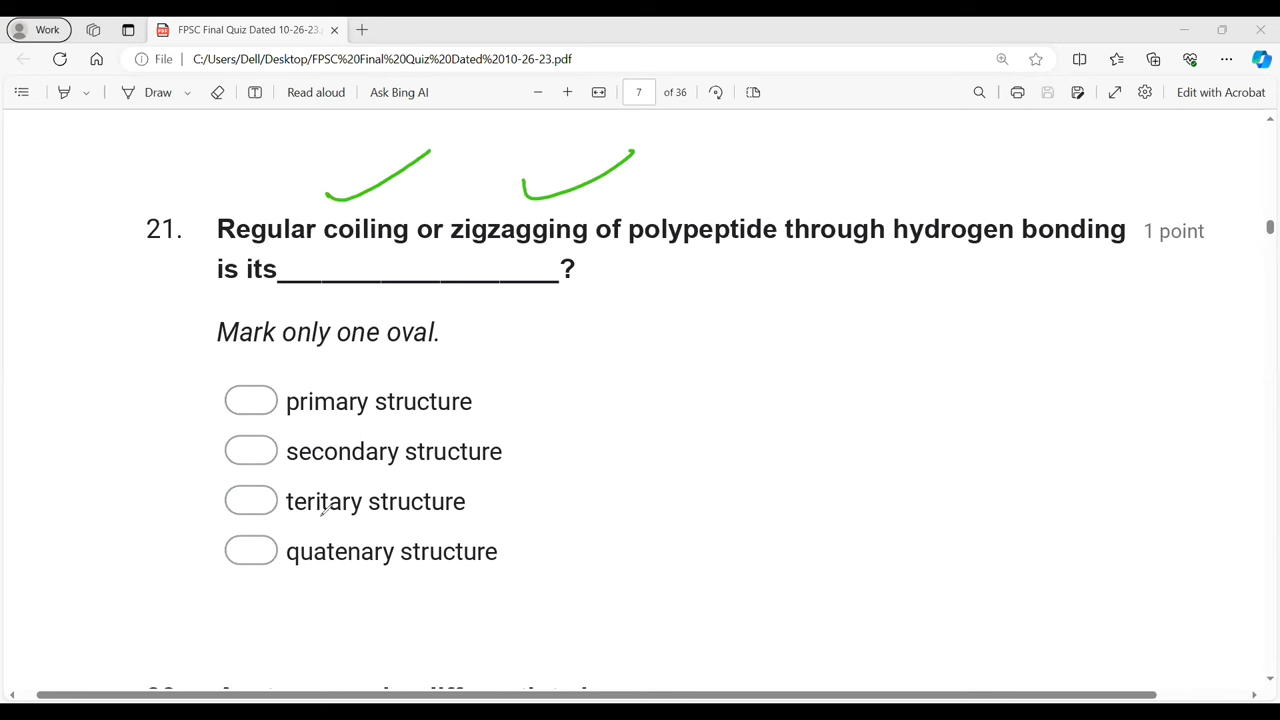 Work
FPSC Final Quiz Dated 10-26-23.
File
C:/Users/Dell/Desktop/FPSC%20Final%20Quiz%20Dated%2010-26-23.pdf
Draw
Read aloud
Ask Bing AI
7
of 36
Edit with Acrobat
21. Regular coiling or zigzagging of polypeptide through hydrogen bonding 1 point
is its____________________?
Mark only one oval.
primary structure
secondary structure
teritary structure
quatenary structure